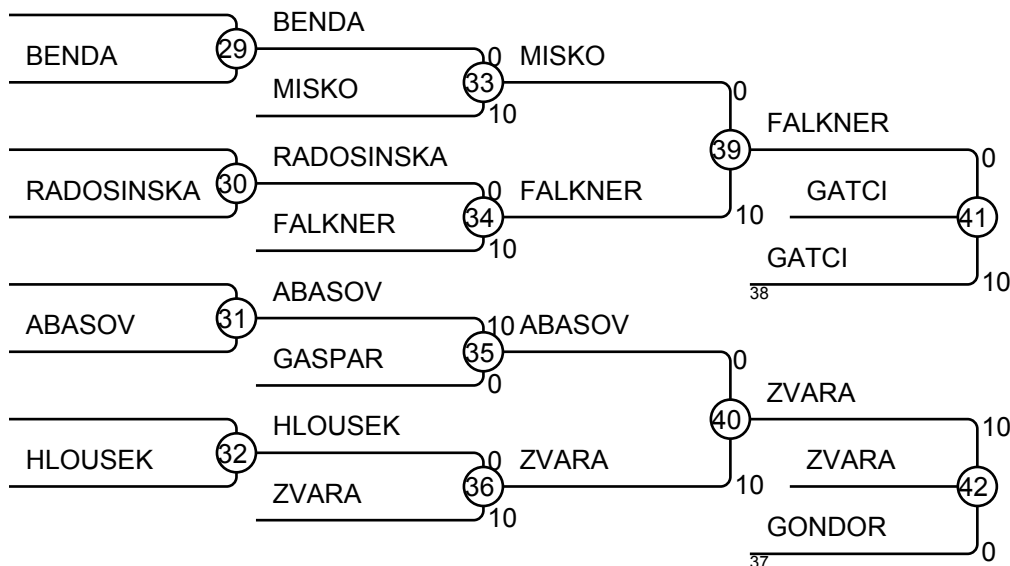 BENDA
BENDA 29 0 MISKO
MISKO 33 0
10 FALKNER
RADOSINSKA 39 0
RADOSINSKA 30 0 FALKNER GATCI
FALKNER 34 10 41
10 GATCI
ABASOV 38 10
ABASOV 31 10 ABASOV
GASPAR 35 0
0 ZVARA
HLOUSEK 40 10
HLOUSEK 32 0 ZVARA ZVARA
ZVARA 36 10 42
10 GONDOR
37 0